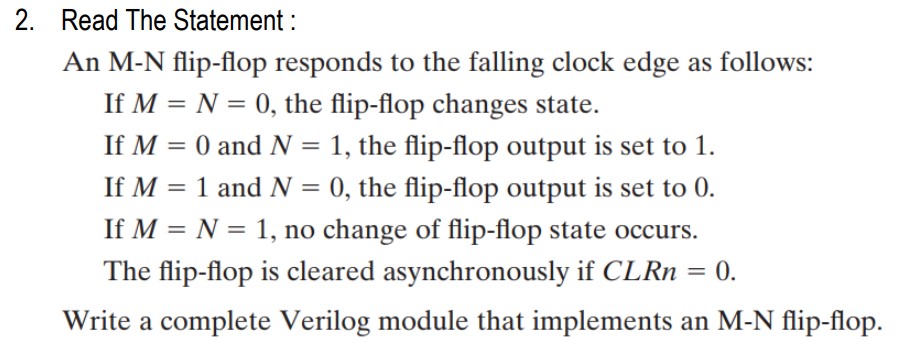 2. Read The Statement :
An M-N flip-flop responds to the falling clock edge as follows:
If M = N = 0, the flip-flop changes state.
If M = 0 and N = 1, the flip-flop output is set to 1.
If M = 1 and N = 0, the flip-flop output is set to 0.
If M = N = 1, no change of flip-flop state occurs.
The flip-flop is cleared asynchronously if CLRn = 0.
Write a complete Verilog module that implements an M-N flip-flop.